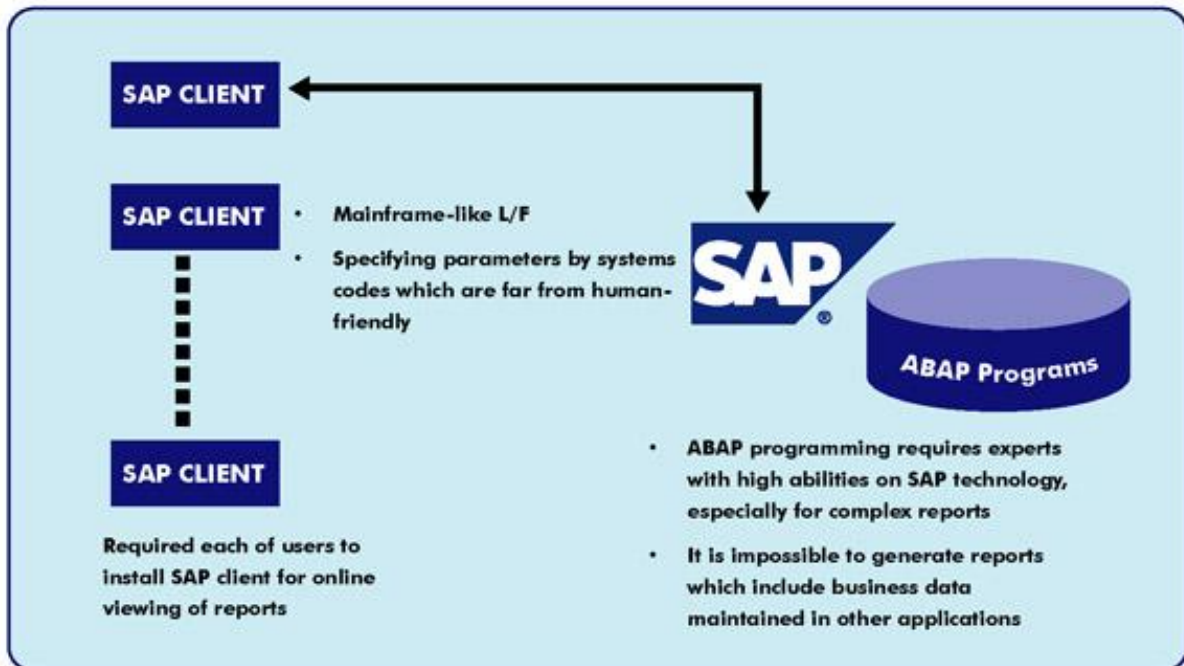 SAP CLIENT
SAP CLIENT
• Mainframe-like L/F
• Specifying parameters by systems
codes which are far from human-
friendly
SAP
®
ABAP Programs
SAP CLIENT
Required each of users to
install SAP client for online
viewing of reports
• ABAP programming requires experts
with high abilities on SAP technology,
especially for complex reports
• It is impossible to generate reports
which include business data
maintained in other applications